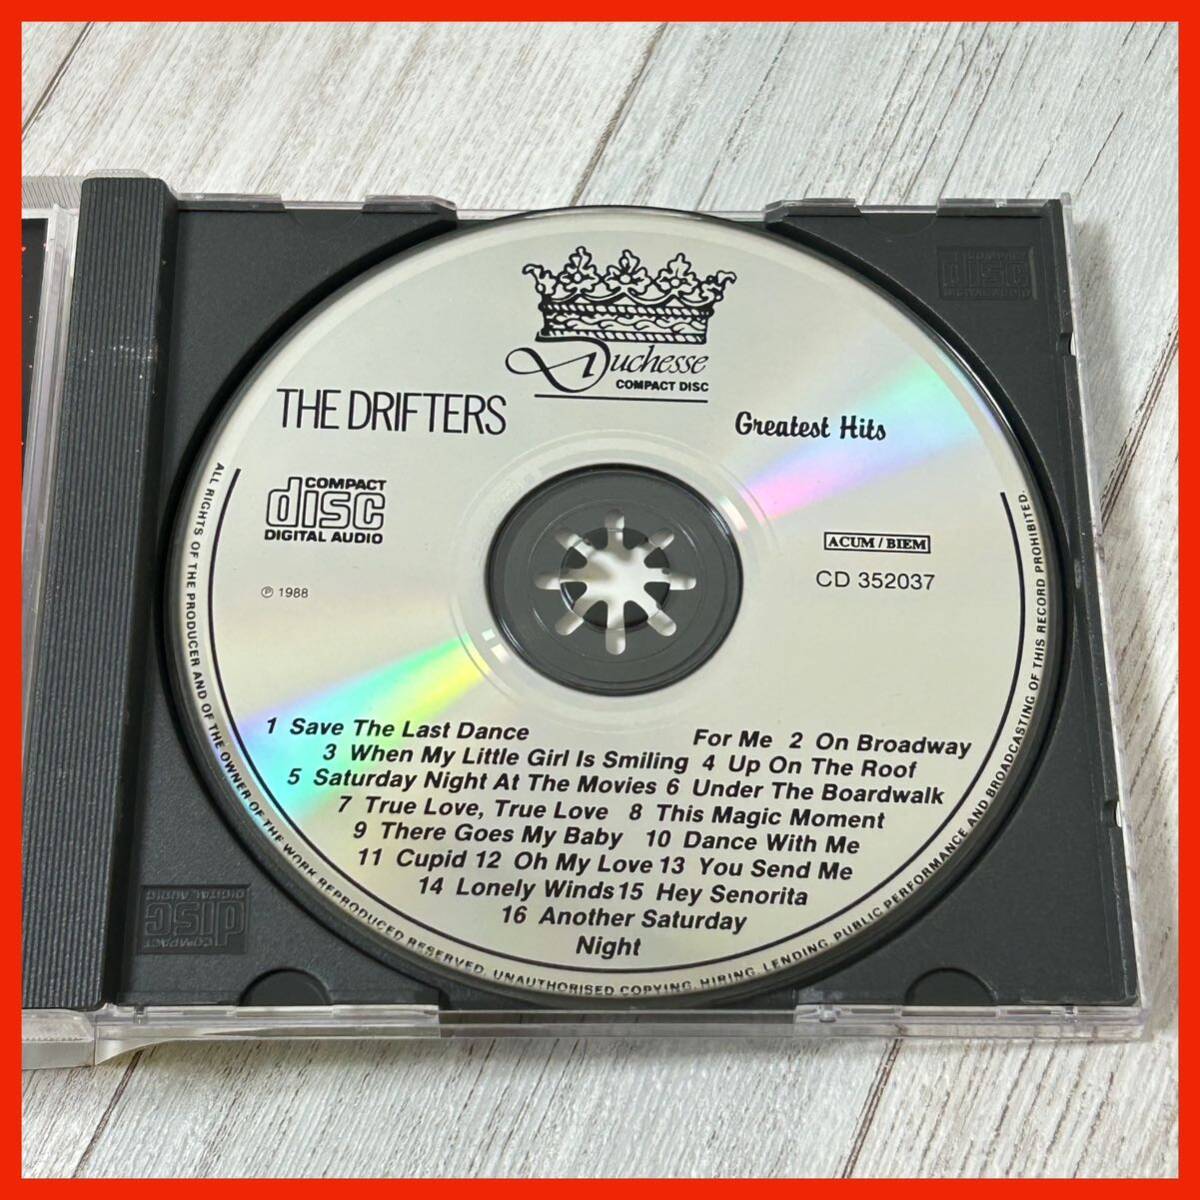 Duchesse
COMPACT DISC
THE DRIFTERS
Greatest Hits
COMPACT
disc
DIGITAL AUDIO
ACUM / BIEM
CD 352037
℗ 1988
1 Save The Last Dance For Me 2 On Broadway
3 When My Little Girl Is Smiling 4 Up On The Roof
5 Saturday Night At The Movies 6 Under The Boardwalk
7 True Love, True Love 8 This Magic Moment
9 There Goes My Baby 10 Dance With Me
11 Cupid 12 Oh My Love 13 You Send Me
14 Lonely Winds 15 Hey Senorita
16 Another Saturday
Night
ALL RIGHTS OF THE PRODUCER AND OF THE OWNER OF THE WORK REPRODUCED RESERVED. UNAUTHORISED COPYING, HIRING, LENDING, PUBLIC PERFORMANCE AND BROADCASTING OF THIS RECORD PROHIBITED.
COMPACT
disc
DIGITAL AUDIO
COMPACT
disc
DIGITAL AUDIO